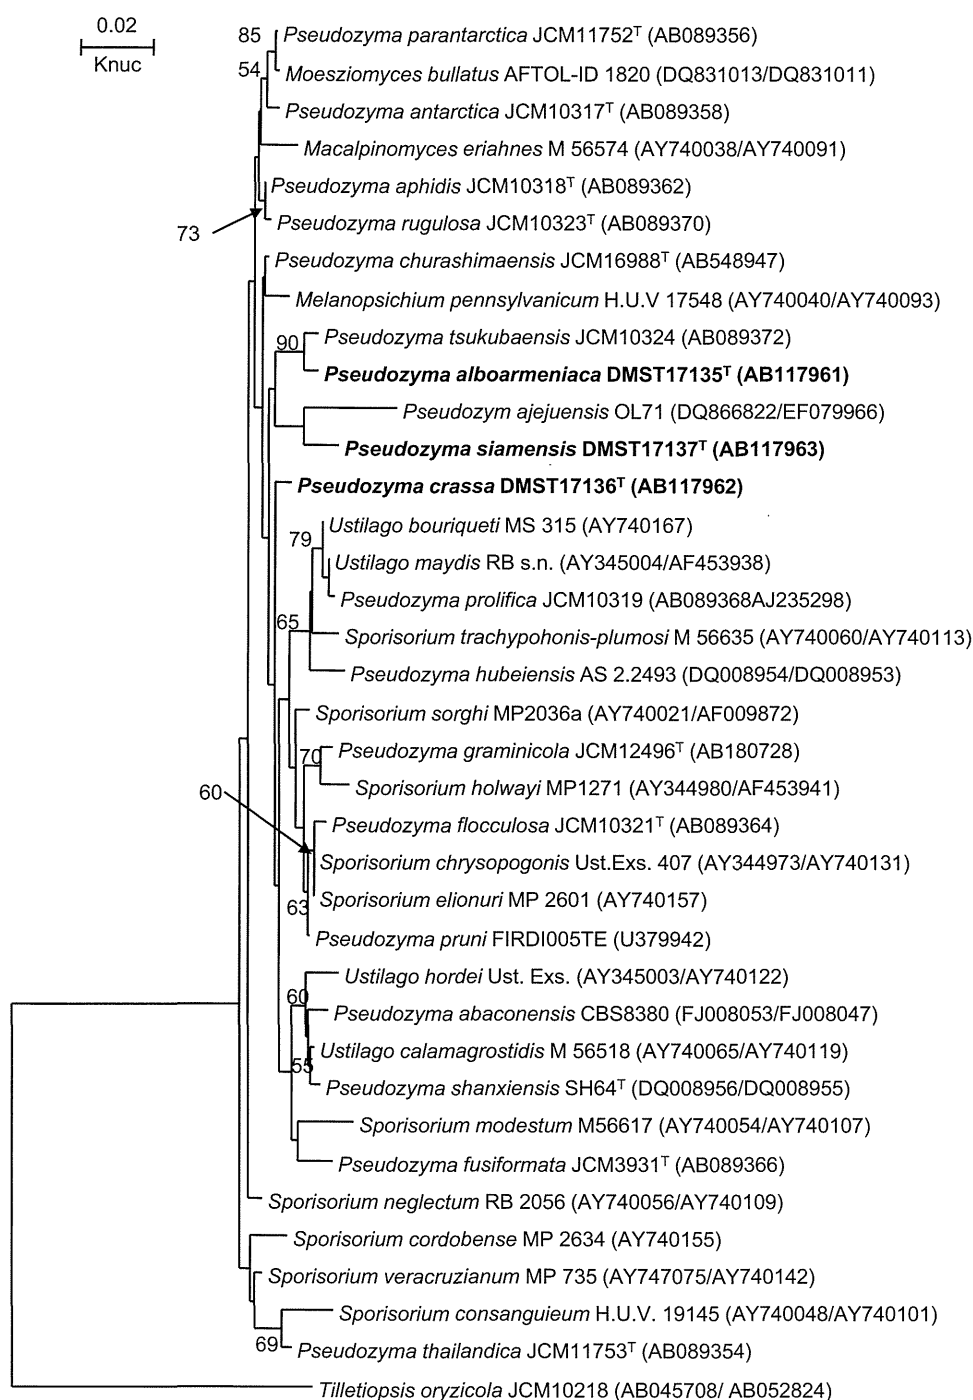 0.02
Knuc
85
Pseudozyma parantarctica JCM11752ᵀ (AB089356)
54
Moesziomyces bullatus AFTOL-ID 1820 (DQ831013/DQ831011)
Pseudozyma antarctica JCM10317ᵀ (AB089358)
Macalpinomyces eriahnes M 56574 (AY740038/AY740091)
Pseudozyma aphidis JCM10318ᵀ (AB089362)
Pseudozyma rugulosa JCM10323ᵀ (AB089370)
73
Pseudozyma churashimaensis JCM16988ᵀ (AB548947)
Melanopsichium pennsylvanicum H.U.V 17548 (AY740040/AY740093)
Pseudozyma tsukubaensis JCM10324 (AB089372)
90
Pseudozyma alboarmeniaca DMST17135ᵀ (AB117961)
Pseudozym ajejuensis OL71 (DQ866822/EF079966)
Pseudozyma siamensis DMST17137ᵀ (AB117963)
Pseudozyma crassa DMST17136ᵀ (AB117962)
Ustilago bouriqueti MS 315 (AY740167)
79
Ustilago maydis RB s.n. (AY345004/AF453938)
Pseudozyma prolifica JCM10319 (AB089368AJ235298)
65
Sporisorium trachypohonis-plumosi M 56635 (AY740060/AY740113)
Pseudozyma hubeiensis AS 2.2493 (DQ008954/DQ008953)
Sporisorium sorghi MP2036a (AY740021/AF009872)
70
Pseudozyma graminicola JCM12496ᵀ (AB180728)
Sporisorium holwayi MP1271 (AY344980/AF453941)
60
Pseudozyma flocculosa JCM10321ᵀ (AB089364)
Sporisorium chrysopogonis Ust.Exs. 407 (AY344973/AY740131)
Sporisorium elionuri MP 2601 (AY740157)
63
Pseudozyma pruni FIRDI005TE (U379942)
Ustilago hordei Ust. Exs. (AY345003/AY740122)
60
Pseudozyma abaconensis CBS8380 (FJ008053/FJ008047)
Ustilago calamagrostidis M 56518 (AY740065/AY740119)
55
Pseudozyma shanxiensis SH64ᵀ (DQ008956/DQ008955)
Sporisorium modestum M56617 (AY740054/AY740107)
Pseudozyma fusiformata JCM3931ᵀ (AB089366)
Sporisorium neglectum RB 2056 (AY740056/AY740109)
Sporisorium cordobense MP 2634 (AY740155)
Sporisorium veracruzianum MP 735 (AY747075/AY740142)
Sporisorium consanguieum H.U.V. 19145 (AY740048/AY740101)
69
Pseudozyma thailandica JCM11753ᵀ (AB089354)
Tilletiopsis oryzicola JCM10218 (AB045708/ AB052824)